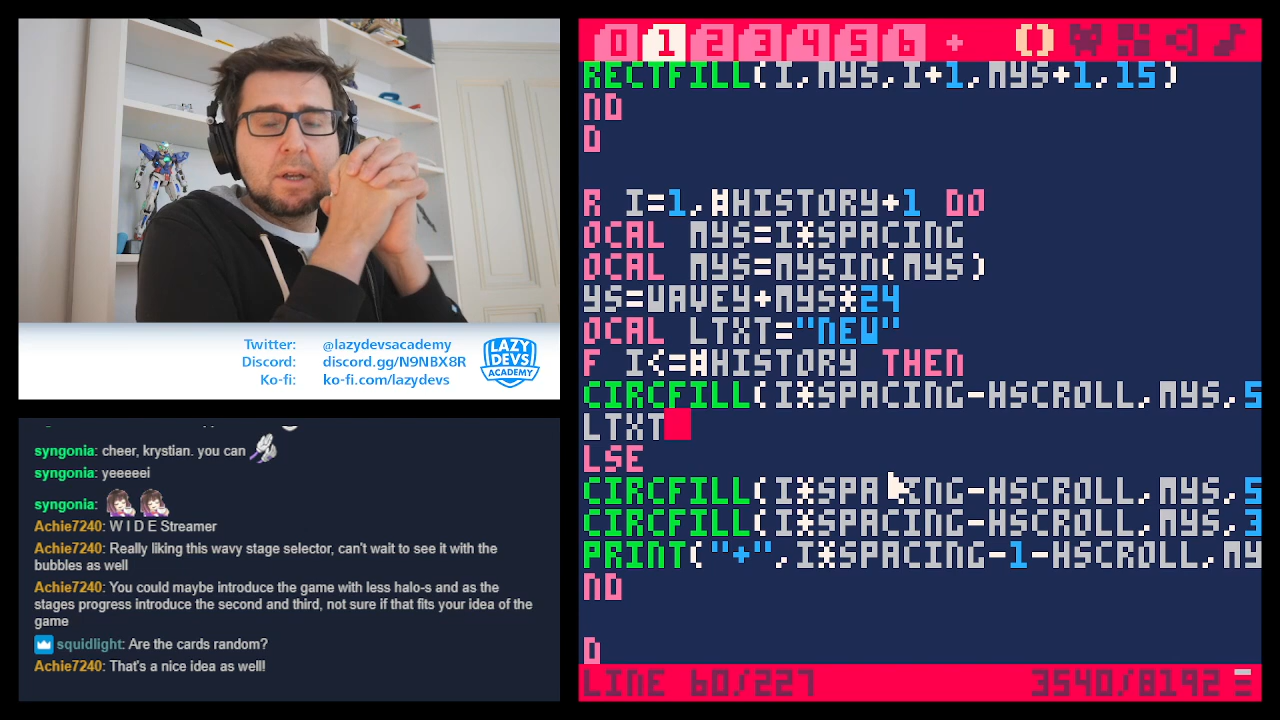 Twitter: @lazydevsacademy
Discord: discord.gg/N9NBX8R
Ko-fi: ko-fi.com/lazydevs
LAZY
DEVS
ACADEMY
syngonia: cheer, krystian. you can
syngonia: yeeeeei
syngonia:
Achie7240: W I D E Streamer
Achie7240: Really liking this wavy stage selector, can't wait to see it with the
bubbles as well
Achie7240: You could maybe introduce the game with less halo-s and as the
stages progress introduce the second and third, not sure if that fits your idea of the
game
squidlight: Are the cards random?
Achie7240: That's a nice idea as well!
0 1 2 3 4 5 6 + ()
RECTFILL(I,MYS,I+1,MYS+1,15)
ND
D
R I=1,#HISTORY+1 DO
OCAL MYS=I*SPACING
OCAL MYS=MYSIN(MYS)
YS=WAVEY+MYS*24
OCAL LTXT="NEW"
F I<=#HISTORY THEN
CIRCFILL(I*SPACING-HSCROLL,MYS,5
LTXT
LSE
CIRCFILL(I*SPACING-HSCROLL,MYS,5
CIRCFILL(I*SPACING-HSCROLL,MYS,3
PRINT("+",I*SPACING-1-HSCROLL,MY
ND
D
LINE 60/227 3540/8192